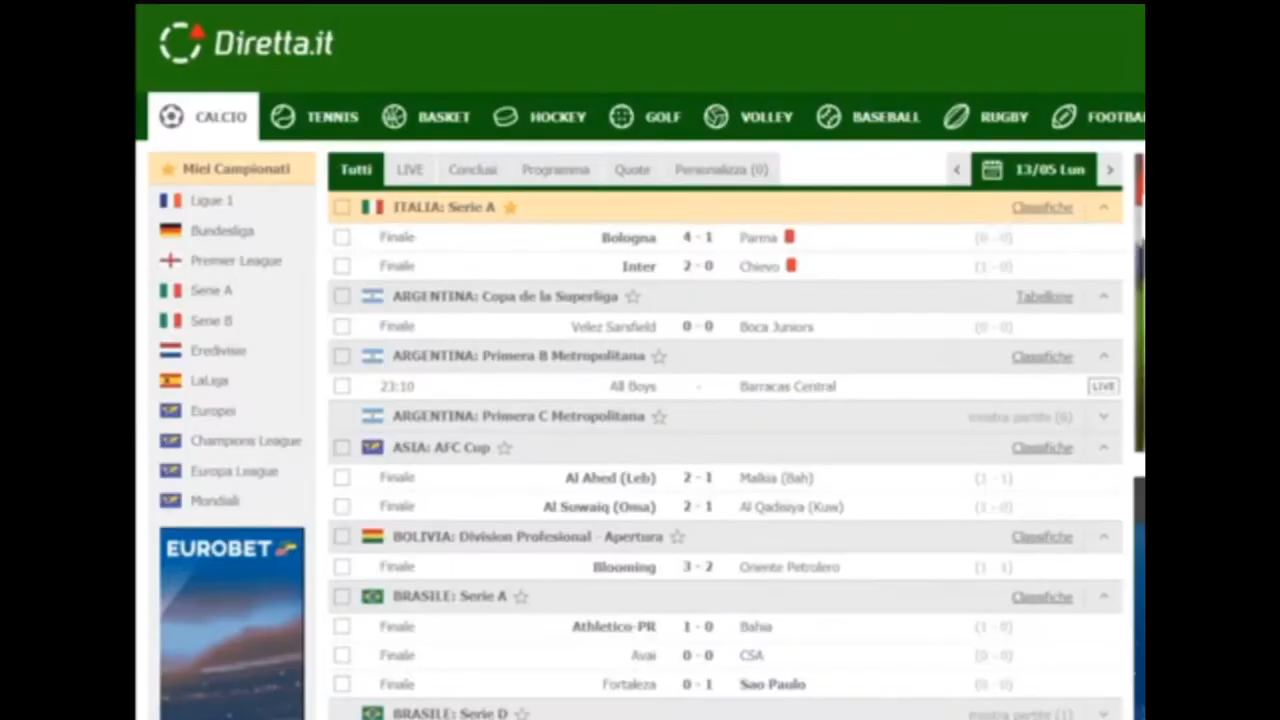 Diretta.it
CALCIO TENNIS BASKET HOCKEY GOLF VOLLEY BASEBALL RUGBY FOOTBA
Miei Campionati
Ligue 1
Bundesliga
Premier League
Serie A
Serie B
Eredivisie
LaLiga
Europei
Champions League
Europa League
Mondiali
EUROBET
Tutti LIVE Conclusi Programma Quote Personalizza (0) < 13/05 Lun >
ITALIA: Serie A Classifiche
Finale Bologna 4 - 1 Parma (0 - 0)
Finale Inter 2 - 0 Chievo (1 - 0)
ARGENTINA: Copa de la Superliga Tabellone
Finale Velez Sarsfield 0 - 0 Boca Juniors (0 - 0)
ARGENTINA: Primera B Metropolitana Classifiche
23:10 All Boys - Barracas Central LIVE
ARGENTINA: Primera C Metropolitana mostra partite (6)
ASIA: AFC Cup Classifiche
Finale Al Ahed (Leb) 2 - 1 Malkia (Bah) (1 - 1)
Finale Al Suwaiq (Oma) 2 - 1 Al Qadisiya (Kuw) (1 - 0)
BOLIVIA: Division Profesional - Apertura Classifiche
Finale Blooming 3 - 2 Oriente Petrolero (1 - 1)
BRASILE: Serie A Classifiche
Finale Athletico-PR 1 - 0 Bahia (1 - 0)
Finale Avai 0 - 0 CSA (0 - 0)
Finale Fortaleza 0 - 1 Sao Paulo (0 - 0)
BRASILE: Serie D mostra partite (1)